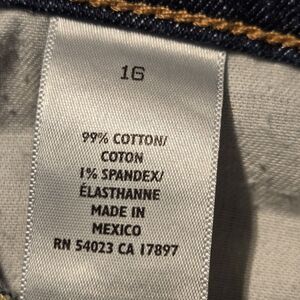 16
99% COTTON/
COTON
1% SPANDEX/
ÉLASTHANNE
MADE IN
MEXICO
RN 54023 CA 17897